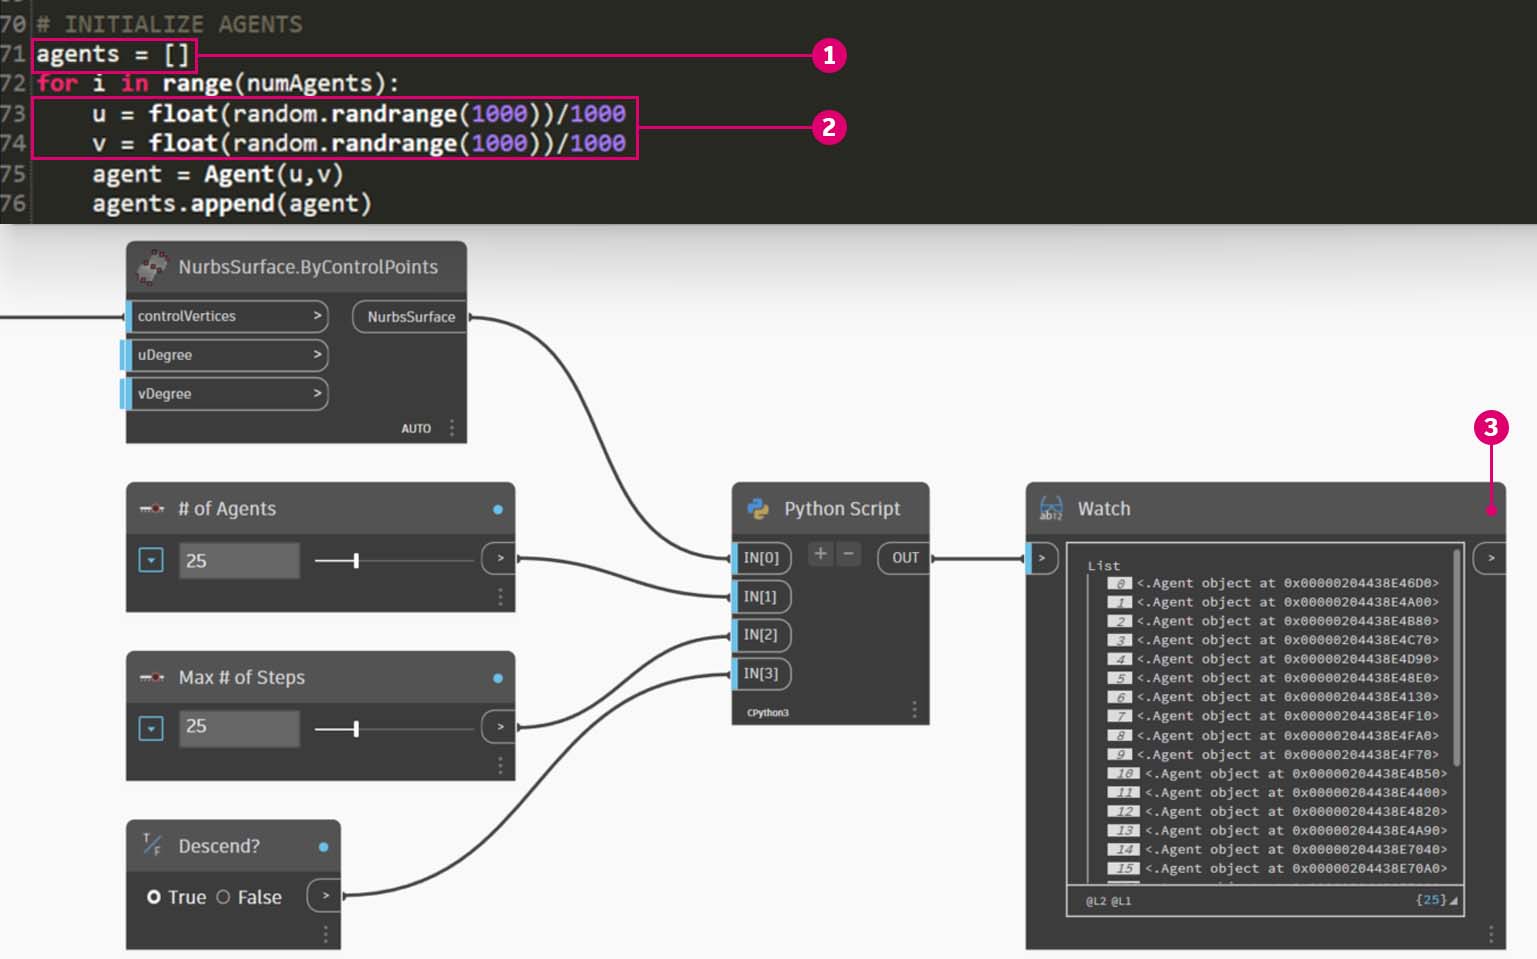 70 # INITIALIZE AGENTS
71 agents = []
1
72 for i in range(numAgents):
73 u = float(random.randrange(1000))/1000
2
74 v = float(random.randrange(1000))/1000
75 agent = Agent(u,v)
76 agents.append(agent)
NurbsSurface.ByControlPoints
controlVertices >
NurbsSurface
uDegree >
vDegree >
AUTO
# of Agents
25
>
Max # of Steps
25
>
T/F Descend?
True False
>
Python Script
IN[0] + - OUT
IN[1]
IN[2]
IN[3]
CPython3
3
ab12 Watch
>
>
List
0 <.Agent object at 0x00000204438E46D0>
1 <.Agent object at 0x00000204438E4A00>
2 <.Agent object at 0x00000204438E4B80>
3 <.Agent object at 0x00000204438E4C70>
4 <.Agent object at 0x00000204438E4D90>
5 <.Agent object at 0x00000204438E48E0>
6 <.Agent object at 0x00000204438E4130>
7 <.Agent object at 0x00000204438E4F10>
8 <.Agent object at 0x00000204438E4FA0>
9 <.Agent object at 0x00000204438E4F70>
10 <.Agent object at 0x00000204438E4B50>
11 <.Agent object at 0x00000204438E4400>
12 <.Agent object at 0x00000204438E4820>
13 <.Agent object at 0x00000204438E4A90>
14 <.Agent object at 0x00000204438E7040>
15 <.Agent object at 0x00000204438E70A0>
@L2 @L1
{25}